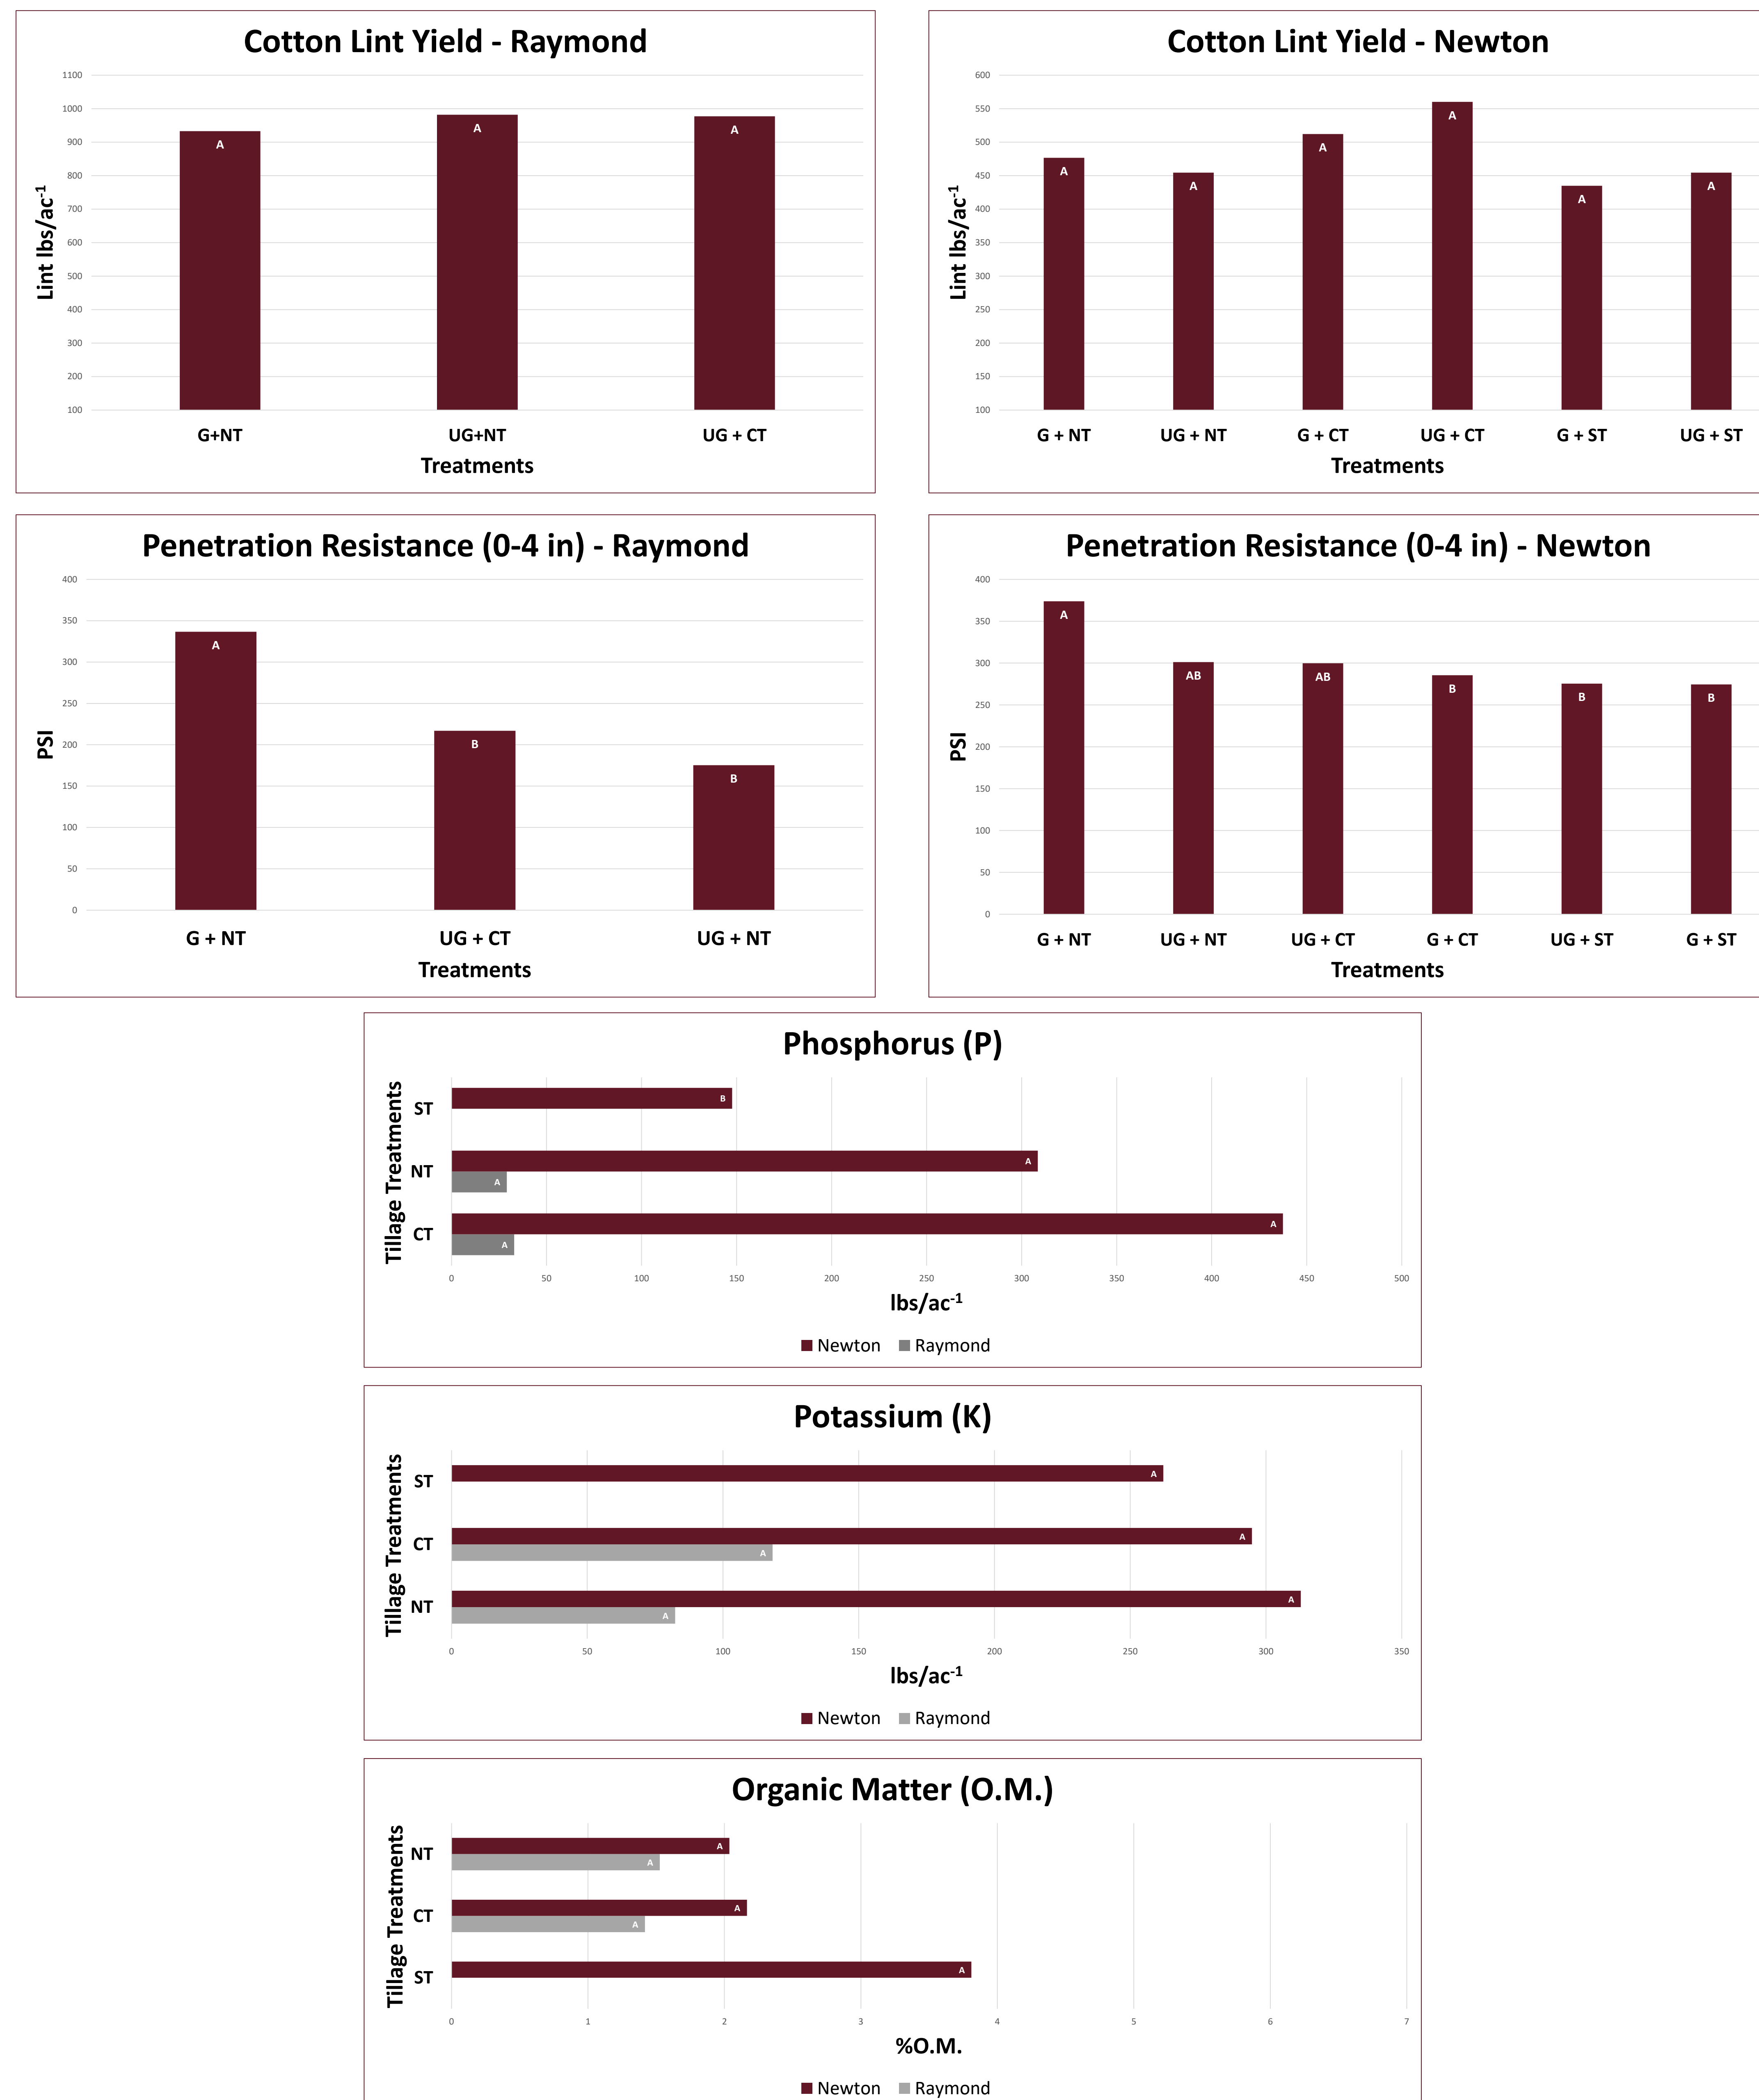 Cotton Lint Yield - Raymond
1100
1000
900
800
700
600
500
400
300
200
100
Lint lbs/ac-1
A
A
A
G+NT UG+NT UG + CT
Treatments
Cotton Lint Yield - Newton
600
550
500
450
400
350
300
250
200
150
100
Lint lbs/ac-1
A
A
A
A
A
A
G + NT UG + NT G + CT UG + CT G + ST UG + ST
Treatments
Penetration Resistance (0-4 in) - Raymond
400
350
300
250
200
150
100
50
0
PSI
A
B
B
G + NT UG + CT UG + NT
Treatments
Penetration Resistance (0-4 in) - Newton
400
350
300
250
200
150
100
50
0
PSI
A
AB
AB
B
B
B
G + NT UG + NT UG + CT G + CT UG + ST G + ST
Treatments
Phosphorus (P)
Tillage Treatments
ST B
NT A
A
CT A
A
0 50 100 150 200 250 300 350 400 450 500
lbs/ac-1
Newton Raymond
Potassium (K)
Tillage Treatments
ST A
CT A
A
NT A
A
0 50 100 150 200 250 300 350
lbs/ac-1
Newton Raymond
Organic Matter (O.M.)
Tillage Treatments
NT A
A
CT A
A
ST A
0 1 2 3 4 5 6 7
%O.M.
Newton Raymond